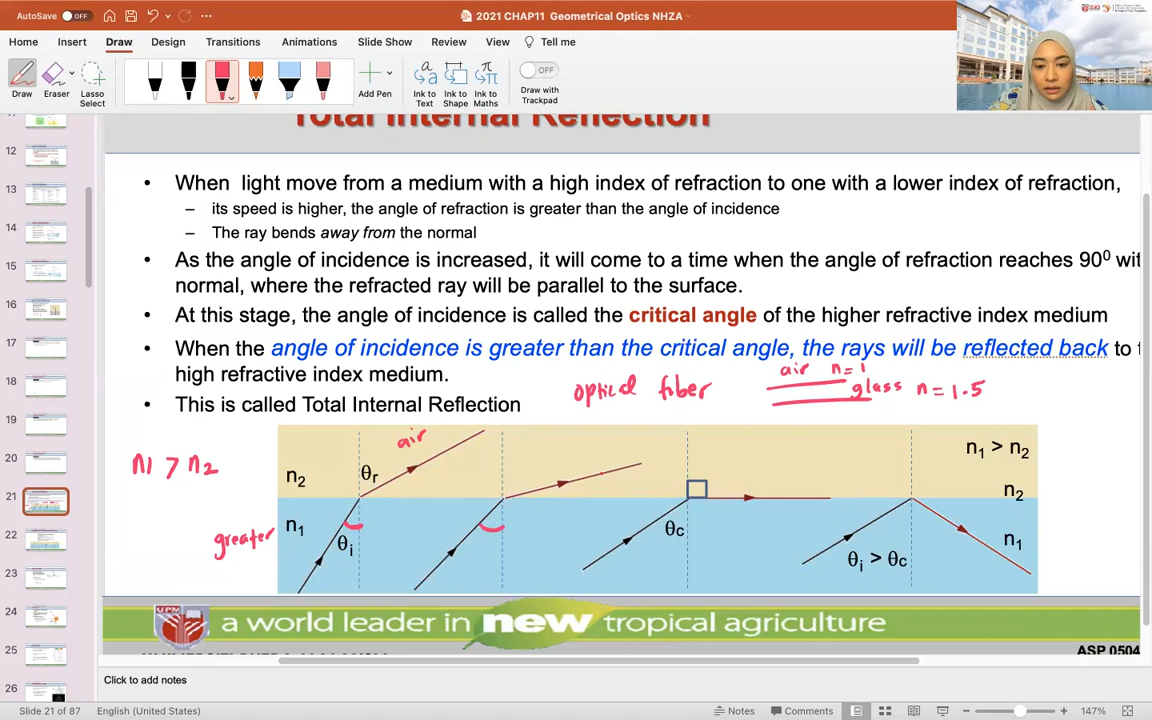 AutoSave OFF
2021 CHAP11 Geometrical Optics NHZA
Home Insert Draw Design Transitions Animations Slide Show Review View Tell me
Draw Eraser Lasso Select Add Pen Ink to Text Ink to Shape Ink to Maths OFF Draw with Trackpad
Total Internal Reflection
• When light move from a medium with a high index of refraction to one with a lower index of refraction,
– its speed is higher, the angle of refraction is greater than the angle of incidence
– The ray bends away from the normal
• As the angle of incidence is increased, it will come to a time when the angle of refraction reaches 90⁰ wit
normal, where the refracted ray will be parallel to the surface.
• At this stage, the angle of incidence is called the critical angle of the higher refractive index medium
• When the angle of incidence is greater than the critical angle, the rays will be reflected back to t
high refractive index medium.
• This is called Total Internal Reflection
optical fiber
air n=1
glass n=1.5
n1 > n2
greater
air
n₂ θr
n₁ θi
θc
θi > θc
n₁ > n₂
n₂
n₁
UPM
a world leader in new tropical agriculture
ASP 0504
Click to add notes
Slide 21 of 87 English (United States) Notes Comments 147%
12
13
14
15
16
17
18
19
20
21
22
23
24
25
26